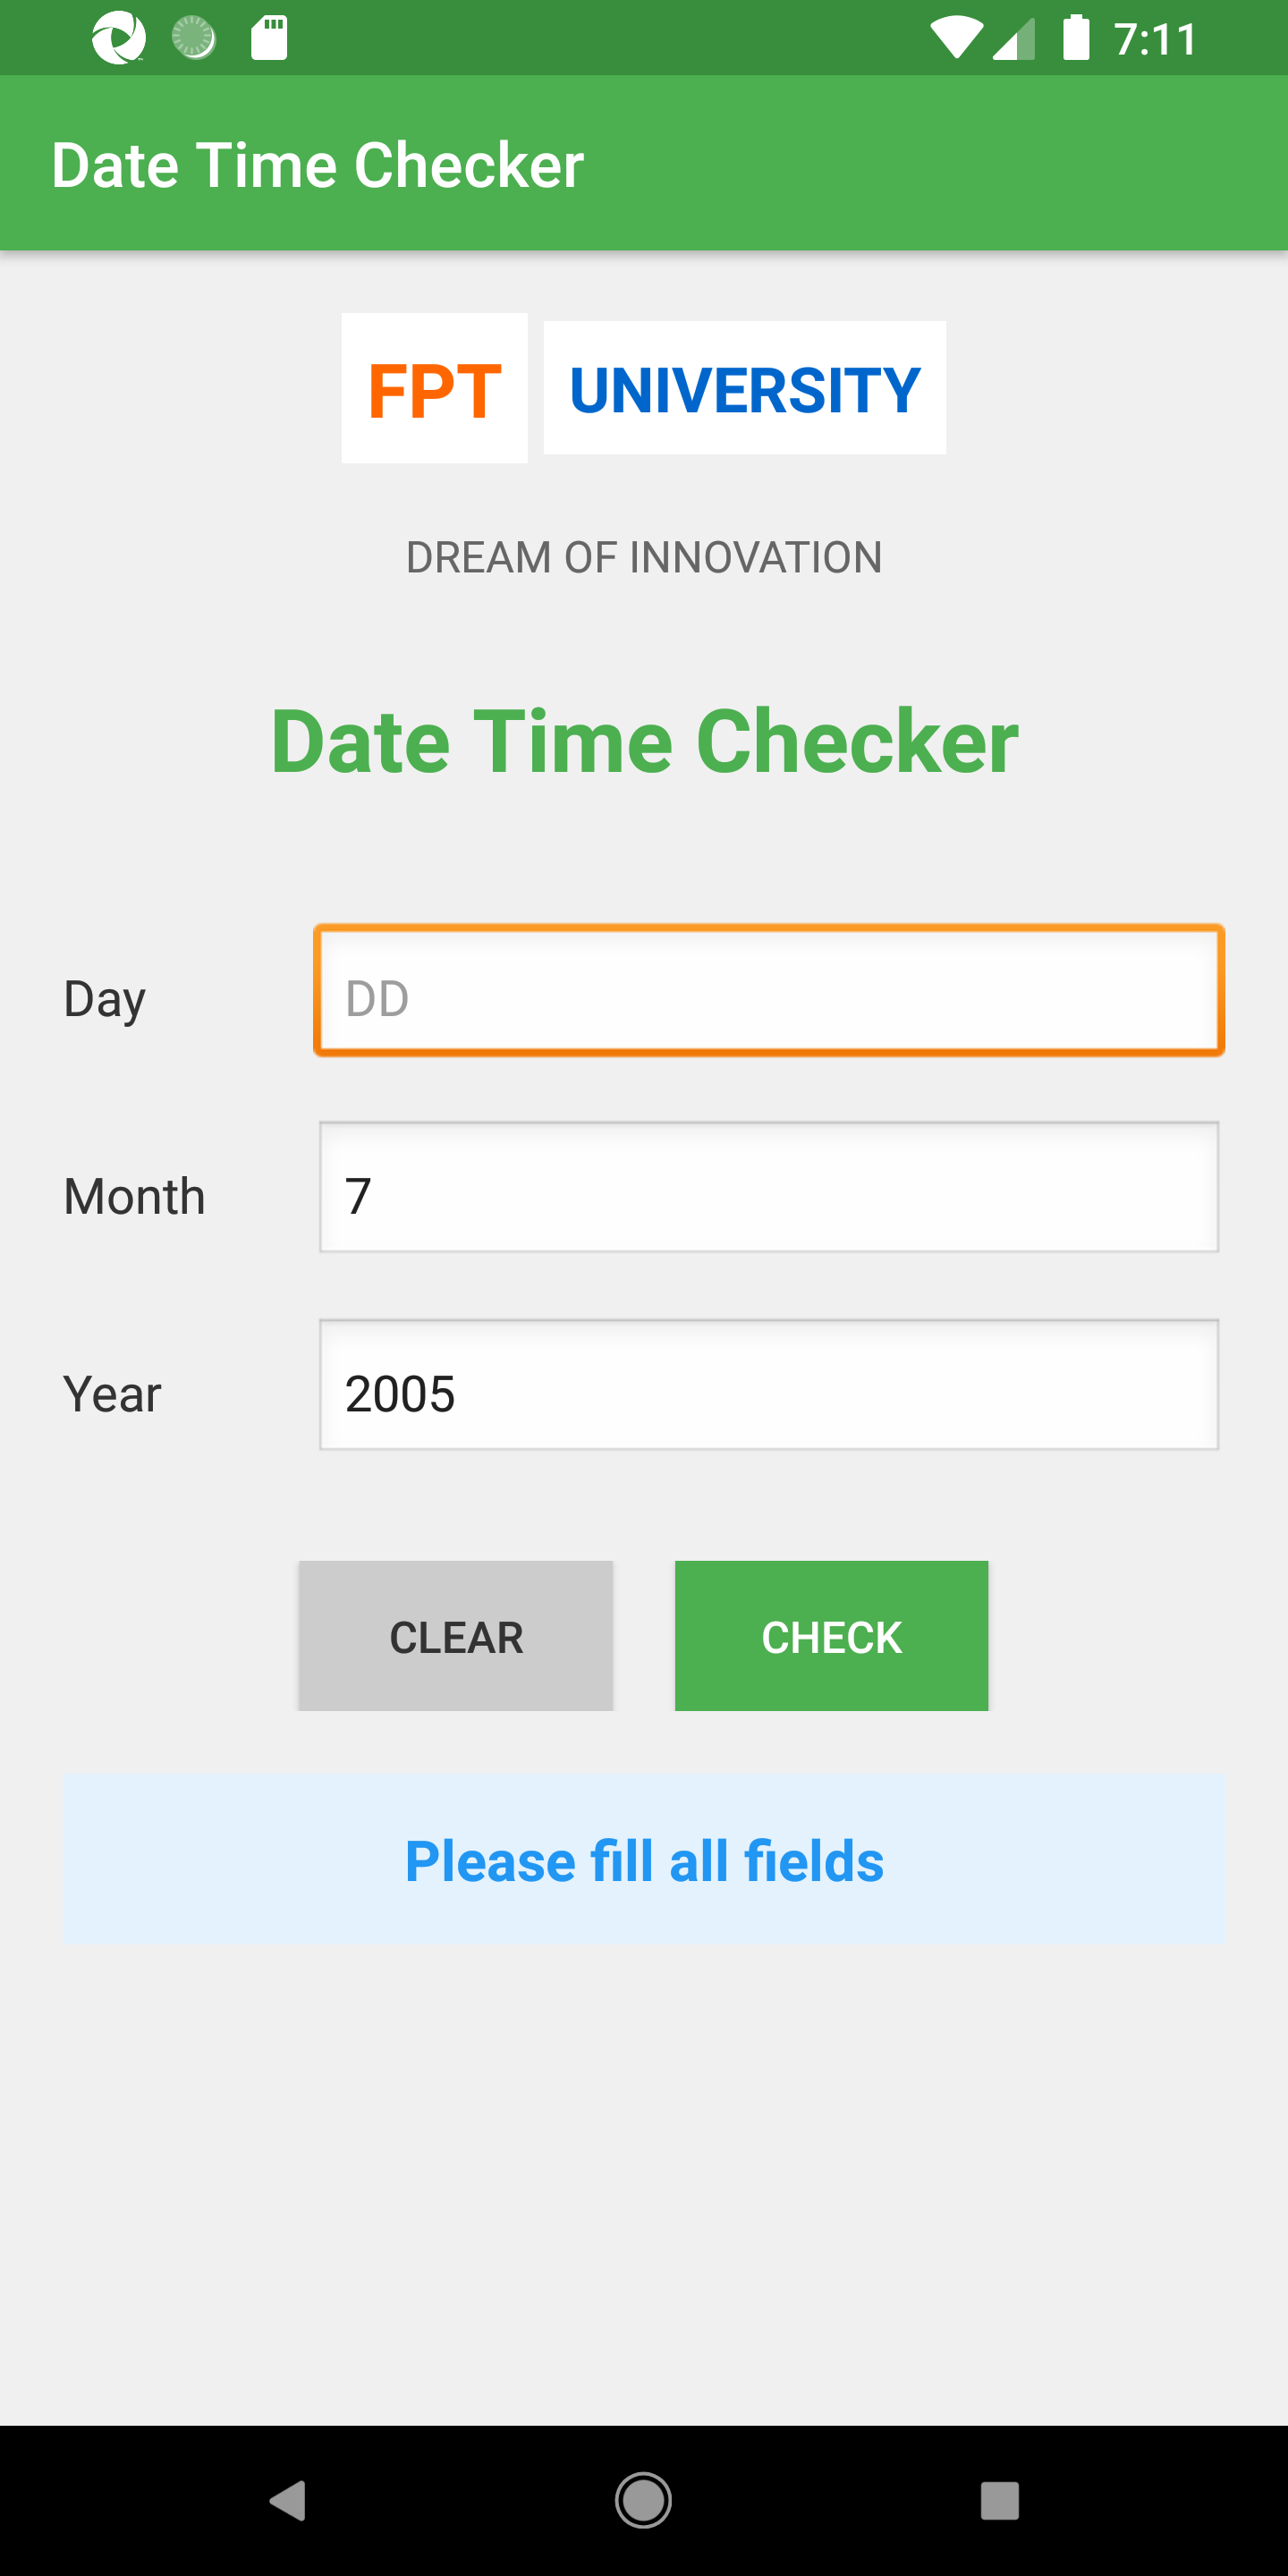 7:11
Date Time Checker
FPT UNIVERSITY
DREAM OF INNOVATION
Date Time Checker
Day DD
Month 7
Year 2005
CLEAR CHECK
Please fill all fields